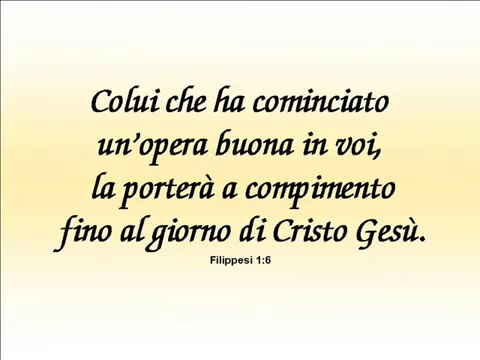 Colui che ha cominciato
un’opera buona in voi,
la porterà a compimento
fino al giorno di Cristo Gesù.
Filippesi 1:6